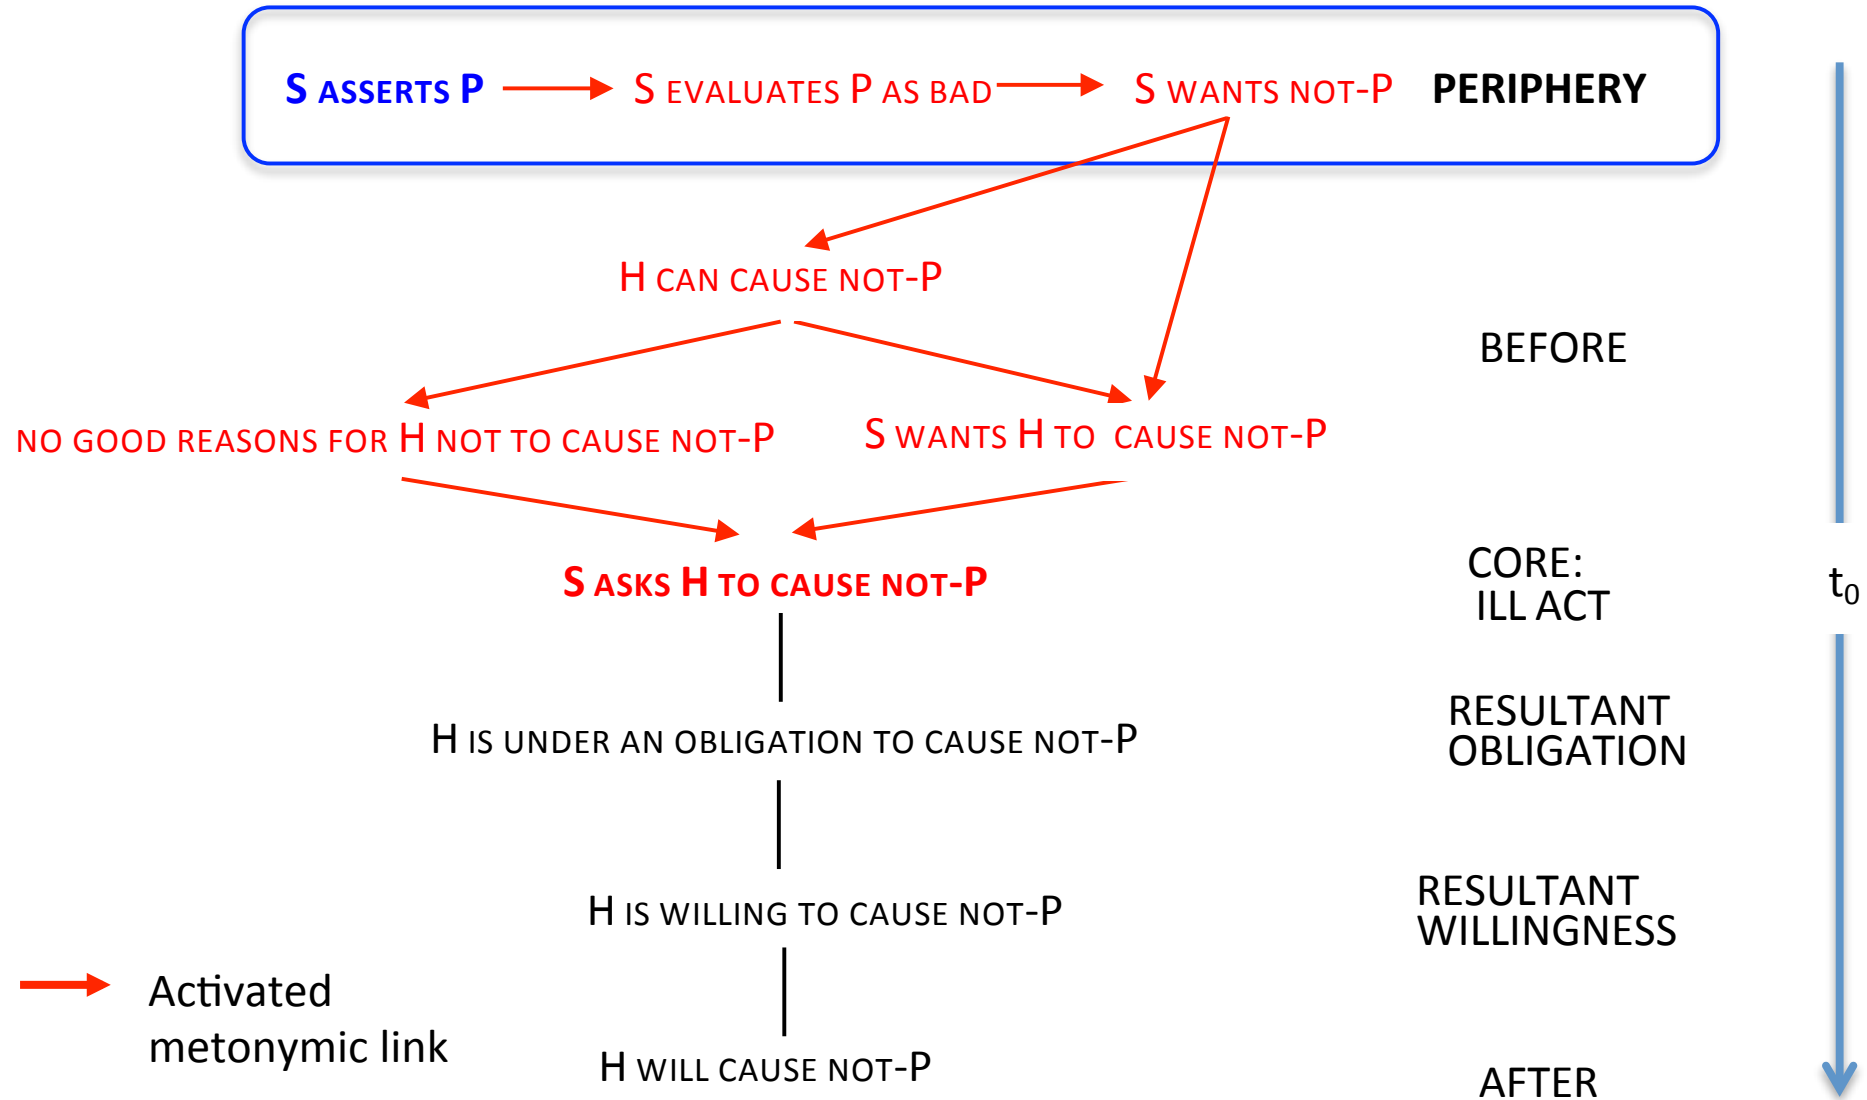 S ASSERTS P S EVALUATES P AS BAD S WANTS NOT-P PERIPHERY
H CAN CAUSE NOT-P
BEFORE
NO GOOD REASONS FOR H NOT TO CAUSE NOT-P S WANTS H TO CAUSE NOT-P
S ASKS H TO CAUSE NOT-P
CORE:
ILL ACT
t₀
H IS UNDER AN OBLIGATION TO CAUSE NOT-P
RESULTANT
OBLIGATION
H IS WILLING TO CAUSE NOT-P
RESULTANT
WILLINGNESS
Activated
metonymic link
H WILL CAUSE NOT-P
AFTER